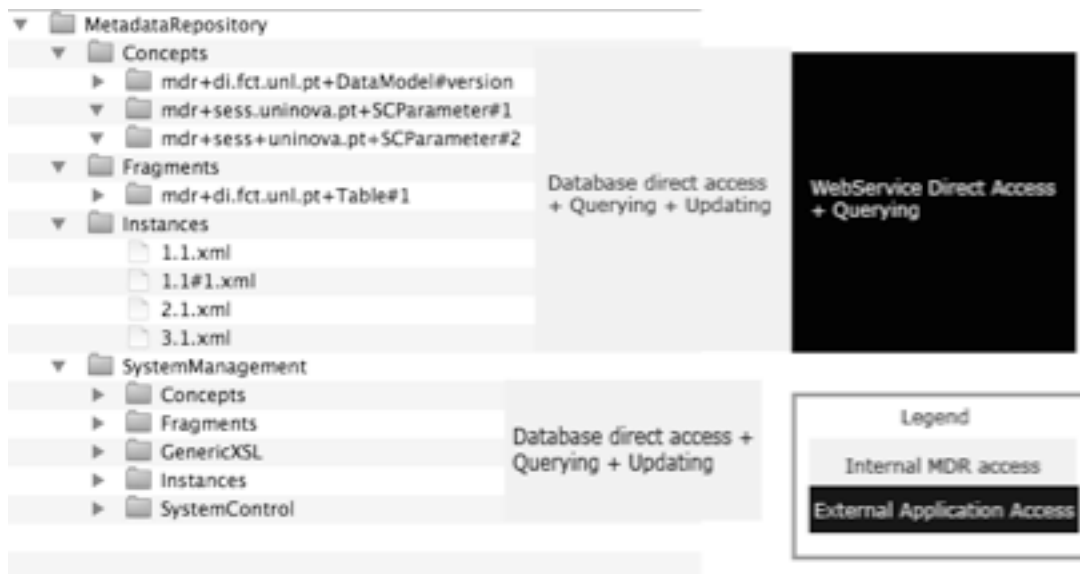 MetadataRepository
Concepts
mdr+di.fct.unl.pt+DataModel#version
mdr+sess.uninova.pt+SCParameter#1
mdr+sess+uninova.pt+SCParameter#2
Fragments
mdr+di.fct.unl.pt+Table#1
Instances
1.1.xml
1.1#1.xml
2.1.xml
3.1.xml
SystemManagement
Concepts
Fragments
GenericXSL
Instances
SystemControl
Database direct access
+ Querying + Updating
WebService Direct Access
+ Querying
Database direct access +
Querying + Updating
Legend
Internal MDR access
External Application Access